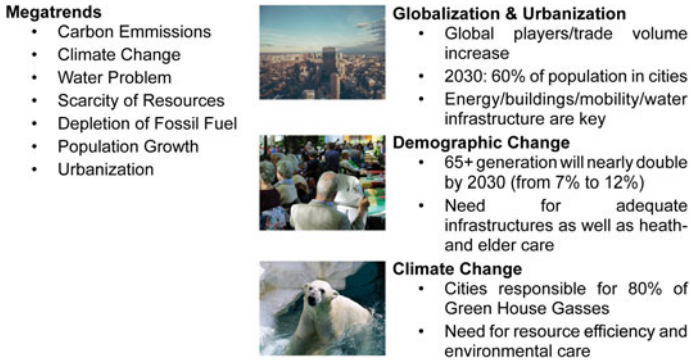 Megatrends
• Carbon Emmissions
• Climate Change
• Water Problem
• Scarcity of Resources
• Depletion of Fossil Fuel
• Population Growth
• Urbanization
Globalization & Urbanization
• Global players/trade volume
increase
• 2030: 60% of population in cities
• Energy/buildings/mobility/water
infrastructure are key
Demographic Change
• 65+ generation will nearly double
by 2030 (from 7% to 12%)
• Need for adequate
infrastructures as well as heath-
and elder care
Climate Change
• Cities responsible for 80% of
Green House Gasses
• Need for resource efficiency and
environmental care